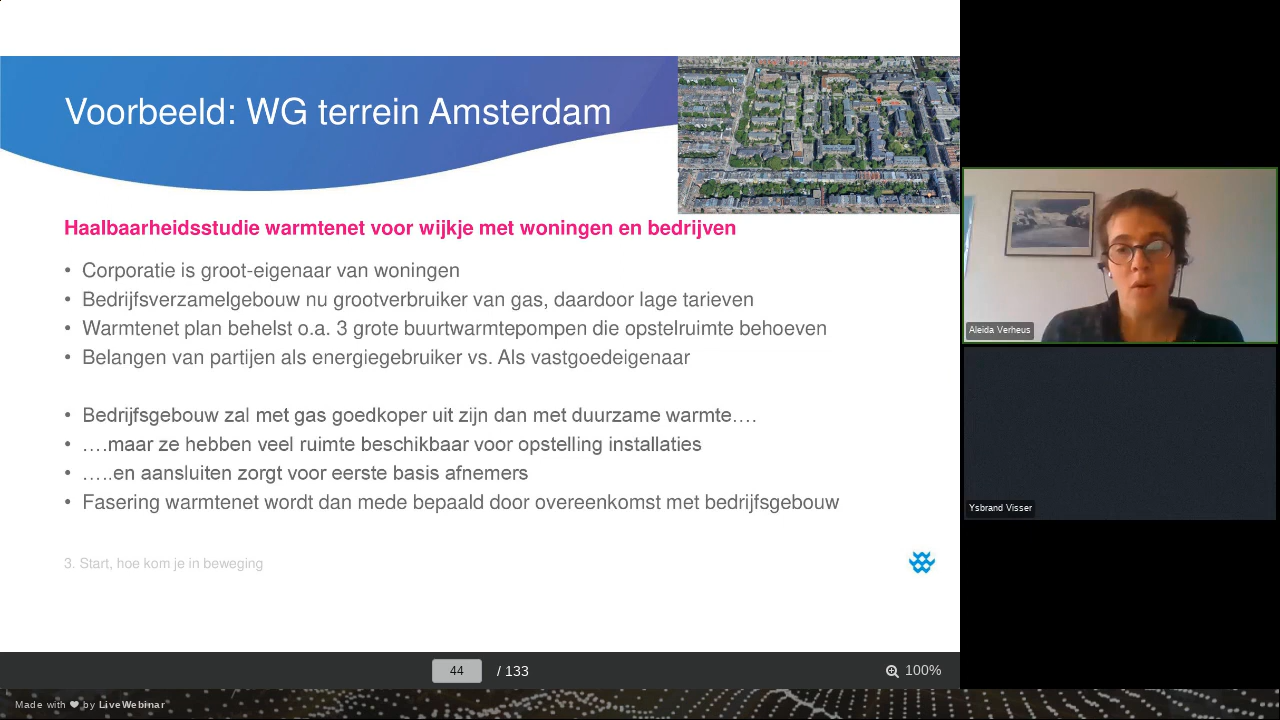 Voorbeeld: WG terrein Amsterdam
Haalbaarheidsstudie warmtenet voor wijkje met woningen en bedrijven
• Corporatie is groot-eigenaar van woningen
• Bedrijfsverzamelgebouw nu grootverbruiker van gas, daardoor lage tarieven
• Warmtenet plan behelst o.a. 3 grote buurtwarmtepompen die opstelruimte behoeven
• Belangen van partijen als energiegebruiker vs. Als vastgoedeigenaar
• Bedrijfsgebouw zal met gas goedkoper uit zijn dan met duurzame warmte….
• ….maar ze hebben veel ruimte beschikbaar voor opstelling installaties
• …..en aansluiten zorgt voor eerste basis afnemers
• Fasering warmtenet wordt dan mede bepaald door overeenkomst met bedrijfsgebouw
3. Start, hoe kom je in beweging
44 / 133
100%
Aleida Verheus
Ysbrand Visser
Made with ❤ by LiveWebinar